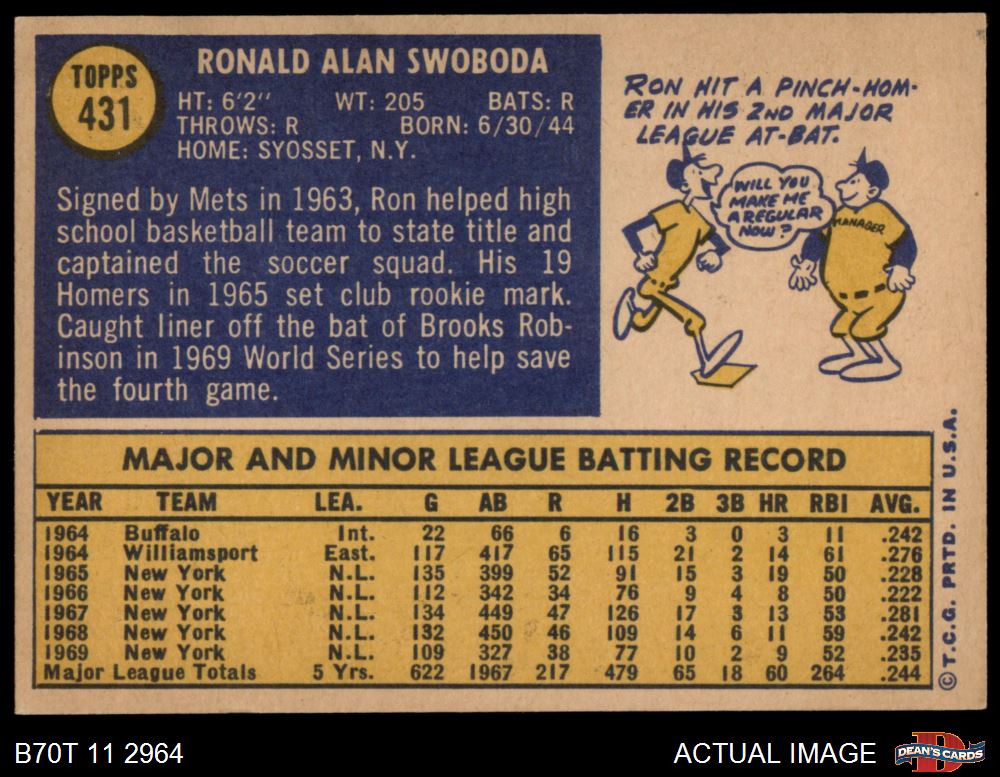 TOPPS
431
RONALD ALAN SWOBODA
HT: 6'2" WT: 205 BATS: R
THROWS: R BORN: 6/30/44
HOME: SYOSSET, N.Y.
Signed by Mets in 1963, Ron helped high
school basketball team to state title and
captained the soccer squad. His 19
Homers in 1965 set club rookie mark.
Caught liner off the bat of Brooks Rob-
inson in 1969 World Series to help save
the fourth game.
RON HIT A PINCH-HOM-
ER IN HIS 2ND MAJOR
LEAGUE AT-BAT.
WILL YOU
MAKE ME
A REGULAR
NOW?
MANAGER
MAJOR AND MINOR LEAGUE BATTING RECORD
YEAR TEAM LEA. G AB R H 2B 3B HR RBI AVG.
1964 Buffalo Int. 22 66 6 16 3 0 3 11 .242
1964 Williamsport East. 117 417 65 115 21 2 14 61 .276
1965 New York N.L. 135 399 52 91 15 3 19 50 .228
1966 New York N.L. 112 342 34 76 9 4 8 50 .222
1967 New York N.L. 134 449 47 126 17 3 13 53 .281
1968 New York N.L. 132 450 46 109 14 6 11 59 .242
1969 New York N.L. 109 327 38 77 10 2 9 52 .235
Major League Totals 5 Yrs. 622 1967 217 479 65 18 60 264 .244
© T.C.G. PRTD. IN U.S.A.
B70T 11 2964 ACTUAL IMAGE
D
DEAN'S CARDS